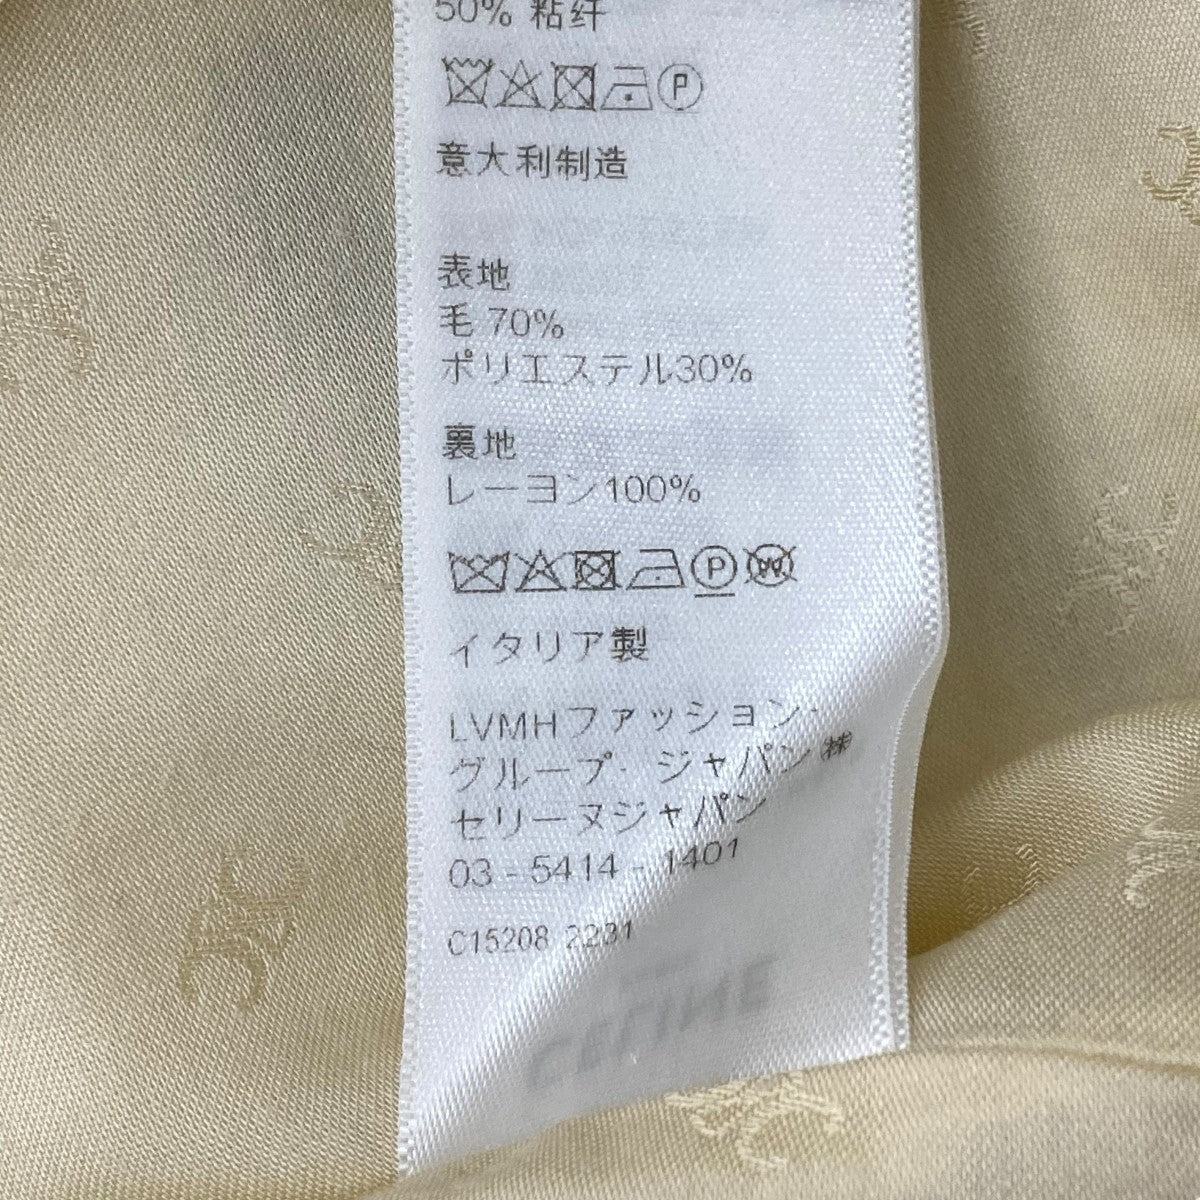 50% 粘纤
P
意大利制造
表地
毛 70%
ポリエステル30%
裏地
レーヨン100%
P W
イタリア製
LVMHファッション・
グループ・ジャパン㈱
セリーヌジャパン
03-5414-1401
C15208 2231
CELINE